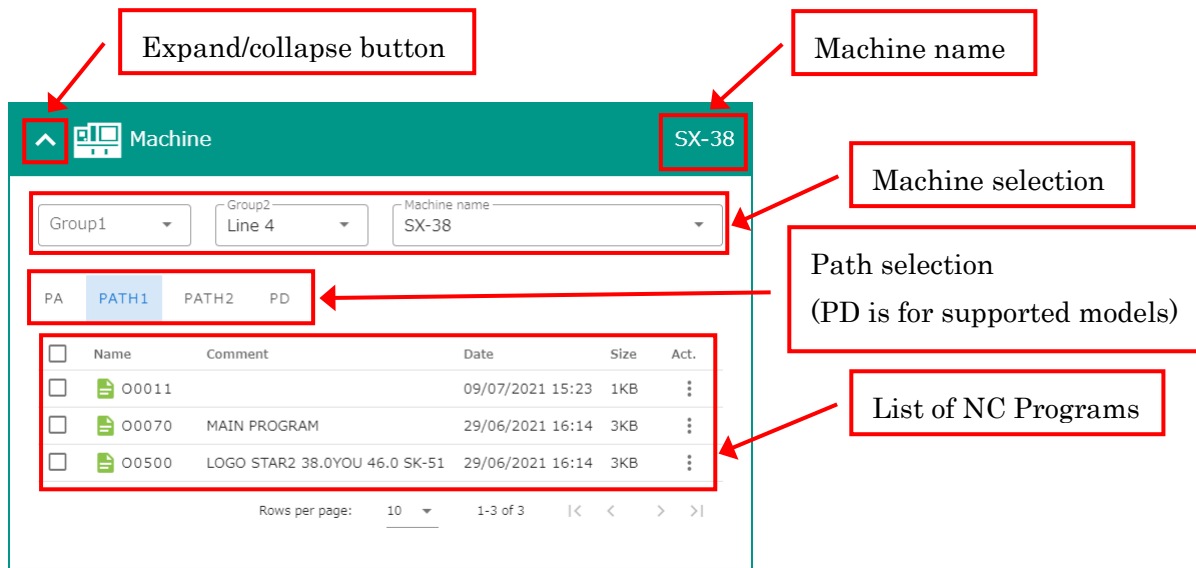 Expand/collapse button
Machine name
Machine
SX-38
Machine selection
Group1
Group2
Line 4
Machine name
SX-38
Path selection
(PD is for supported models)
PA PATH1 PATH2 PD
Name Comment Date Size Act.
O0011 09/07/2021 15:23 1KB
O0070 MAIN PROGRAM 29/06/2021 16:14 3KB
O0500 LOGO STAR2 38.0YOU 46.0 SK-51 29/06/2021 16:14 3KB
List of NC Programs
Rows per page: 10 1-3 of 3